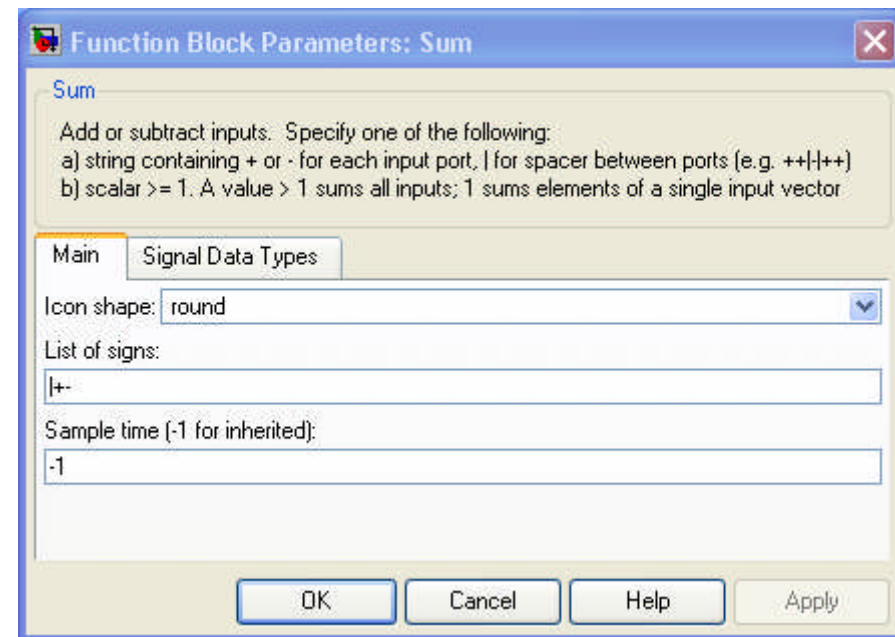 Function Block Parameters: Sum
Sum
Add or subtract inputs. Specify one of the following:
a) string containing + or - for each input port, | for spacer between ports (e.g. ++|-|++)
b) scalar >= 1. A value > 1 sums all inputs; 1 sums elements of a single input vector
Main
Signal Data Types
Icon shape: round
List of signs:
|+-
Sample time (-1 for inherited):
-1
OK
Cancel
Help
Apply